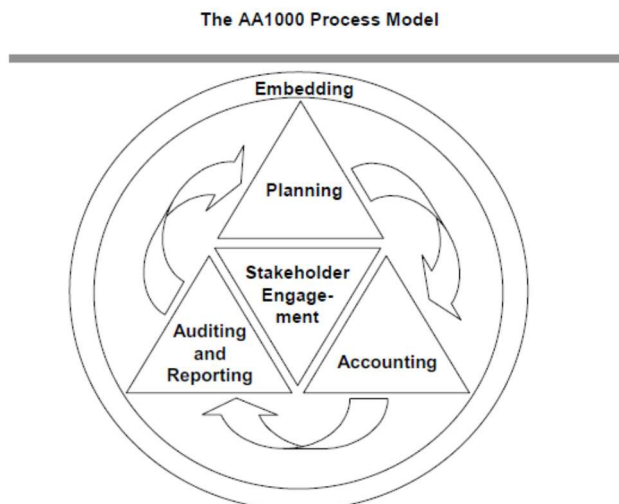 The AA1000 Process Model
Embedding
Planning
Stakeholder
Engage-
ment
Auditing
and
Reporting
Accounting